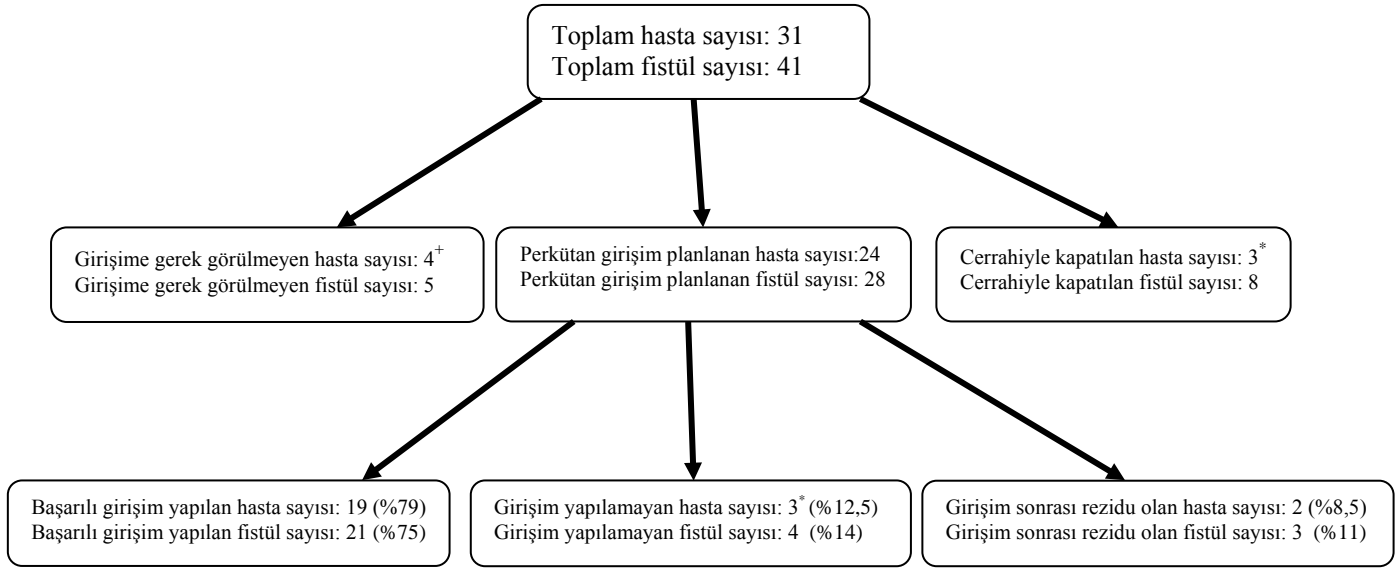 Toplam hasta sayısı: 31
Toplam fistül sayısı: 41
Girişime gerek görülmeyen hasta sayısı: 4+
Girişime gerek görülmeyen fistül sayısı: 5
Perkütan girişim planlanan hasta sayısı:24
Perkütan girişim planlanan fistül sayısı: 28
Cerrahiyle kapatılan hasta sayısı: 3*
Cerrahiyle kapatılan fistül sayısı: 8
Başarılı girişim yapılan hasta sayısı: 19 (%79)
Başarılı girişim yapılan fistül sayısı: 21 (%75)
Girişim yapılamayan hasta sayısı: 3* (%12,5)
Girişim yapılamayan fistül sayısı: 4 (%14)
Girişim sonrası rezidu olan hasta sayısı: 2 (%8,5)
Girişim sonrası rezidu olan fistül sayısı: 3 (%11)